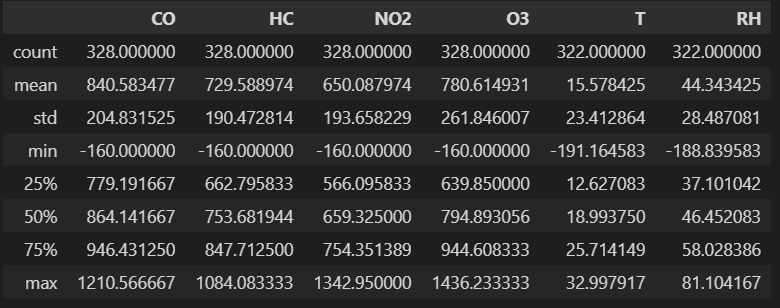 CO HC NO2 O3 T RH
count 328.000000 328.000000 328.000000 328.000000 322.000000 322.000000
mean 840.583477 729.588974 650.087974 780.614931 15.578425 44.343425
std 204.831525 190.472814 193.658229 261.846007 23.412864 28.487081
min -160.000000 -160.000000 -160.000000 -160.000000 -191.164583 -188.839583
25% 779.191667 662.795833 566.095833 639.850000 12.627083 37.101042
50% 864.141667 753.681944 659.325000 794.893056 18.993750 46.452083
75% 946.431250 847.712500 754.351389 944.608333 25.714149 58.028386
max 1210.566667 1084.083333 1342.950000 1436.233333 32.997917 81.104167